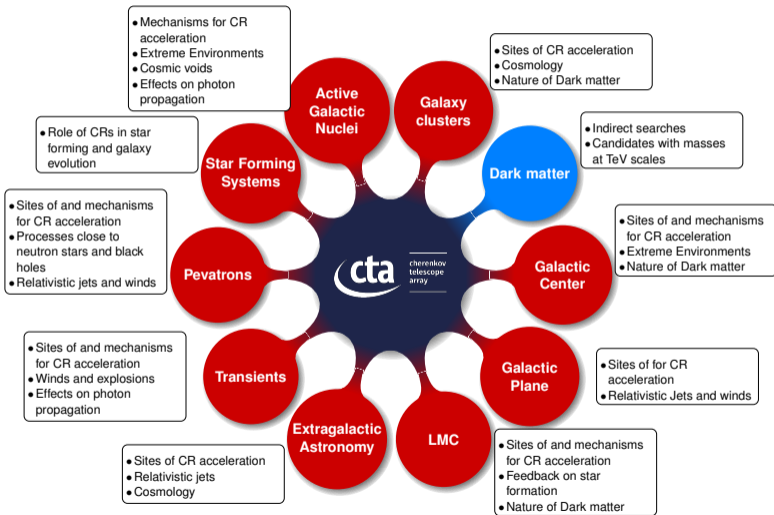 • Mechanisms for CR
acceleration
• Extreme Environments
• Cosmic voids
• Effects on photon
propagation
Active
Galactic
Nuclei
Galaxy
clusters
• Sites of CR acceleration
• Cosmology
• Nature of Dark matter
• Role of CRs in star
forming and galaxy
evolution
Star Forming
Systems
Dark matter
• Indirect searches
• Candidates with masses
at TeV scales
• Sites of and mechanisms
for CR acceleration
• Processes close to
neutron stars and black
holes
• Relativistic jets and winds
Pevatrons
cta
cherenkov
telescope
array
Galactic
Center
• Sites of and mechanisms
for CR acceleration
• Extreme Environments
• Nature of Dark matter
• Sites of and mechanisms
for CR acceleration
• Winds and explosions
• Effects on photon
propagation
Transients
Galactic
Plane
• Sites of for CR
acceleration
• Relativistic Jets and winds
• Sites of CR acceleration
• Relativistic jets
• Cosmology
Extragalactic
Astronomy
LMC
• Sites of and mechanisms
for CR acceleration
• Feedback on star
formation
• Nature of Dark matter